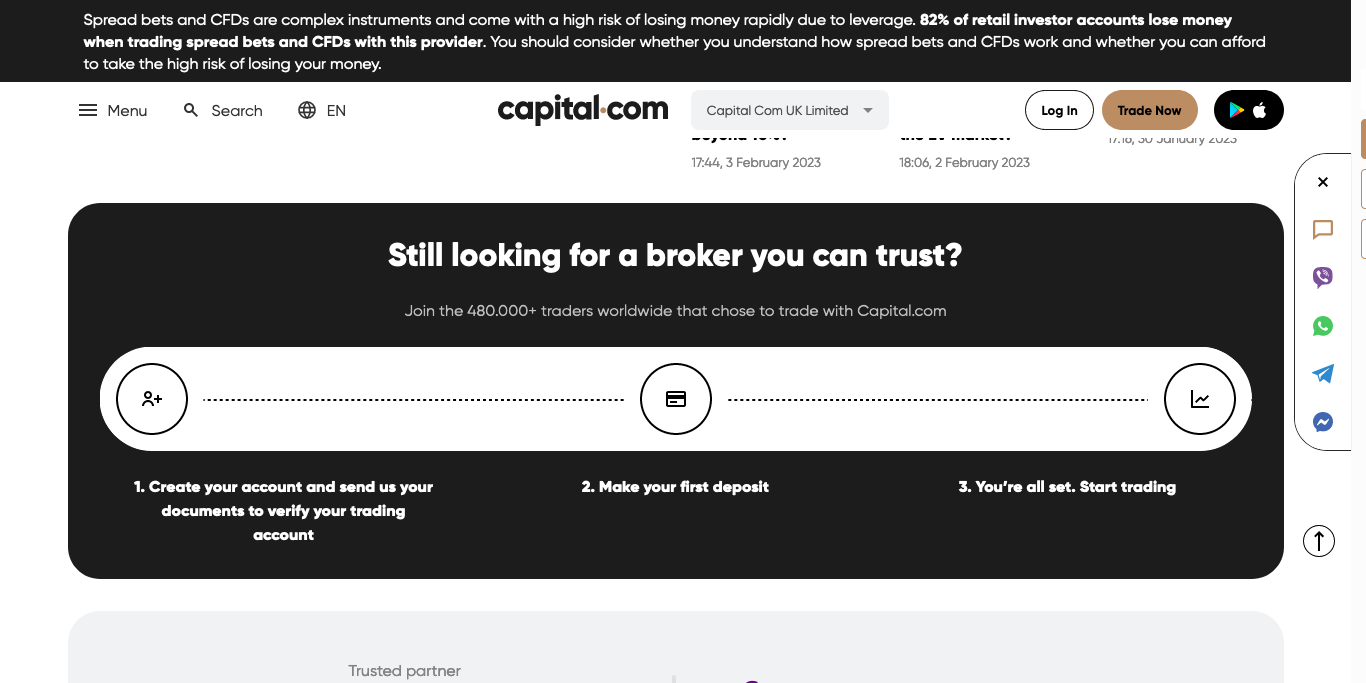 Spread bets and CFDs are complex instruments and come with a high risk of losing money rapidly due to leverage. 82% of retail investor accounts lose money
when trading spread bets and CFDs with this provider. You should consider whether you understand how spread bets and CFDs work and whether you can afford
to take the high risk of losing your money.
Menu Search EN capital.com Capital Com UK Limited Log In Trade Now
17:16, 30 January 2023
17:44, 3 February 2023 18:06, 2 February 2023
Still looking for a broker you can trust?
Join the 480.000+ traders worldwide that chose to trade with Capital.com
1. Create your account and send us your
documents to verify your trading
account
2. Make your first deposit
3. You’re all set. Start trading
Trusted partner